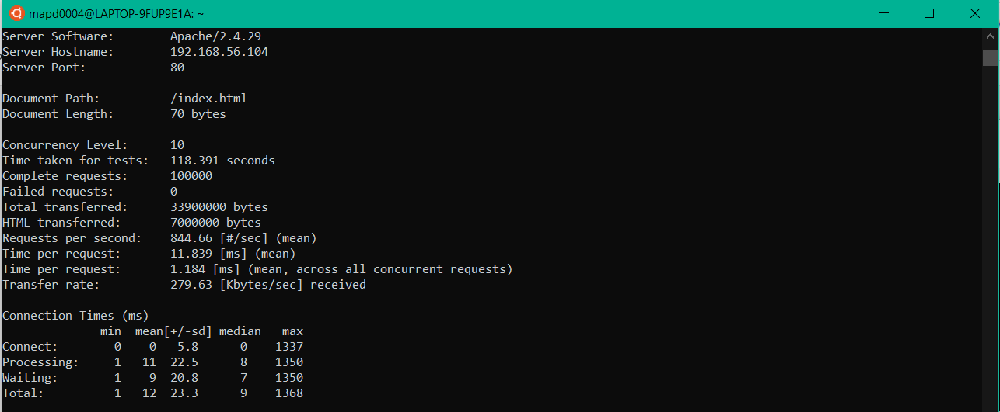 mapd0004@LAPTOP-9FUP9E1A: ~
Server Software:        Apache/2.4.29
Server Hostname:        192.168.56.104
Server Port:            80
Document Path:          /index.html
Document Length:        70 bytes
Concurrency Level:      10
Time taken for tests:   118.391 seconds
Complete requests:      100000
Failed requests:        0
Total transferred:      33900000 bytes
HTML transferred:       7000000 bytes
Requests per second:    844.66 [#/sec] (mean)
Time per request:       11.839 [ms] (mean)
Time per request:       1.184 [ms] (mean, across all concurrent requests)
Transfer rate:          279.63 [Kbytes/sec] received
Connection Times (ms)
              min  mean[+/-sd] median   max
Connect:        0    0   5.8      0    1337
Processing:     1   11  22.5      8    1350
Waiting:        1    9  20.8      7    1350
Total:          1   12  23.3      9    1368